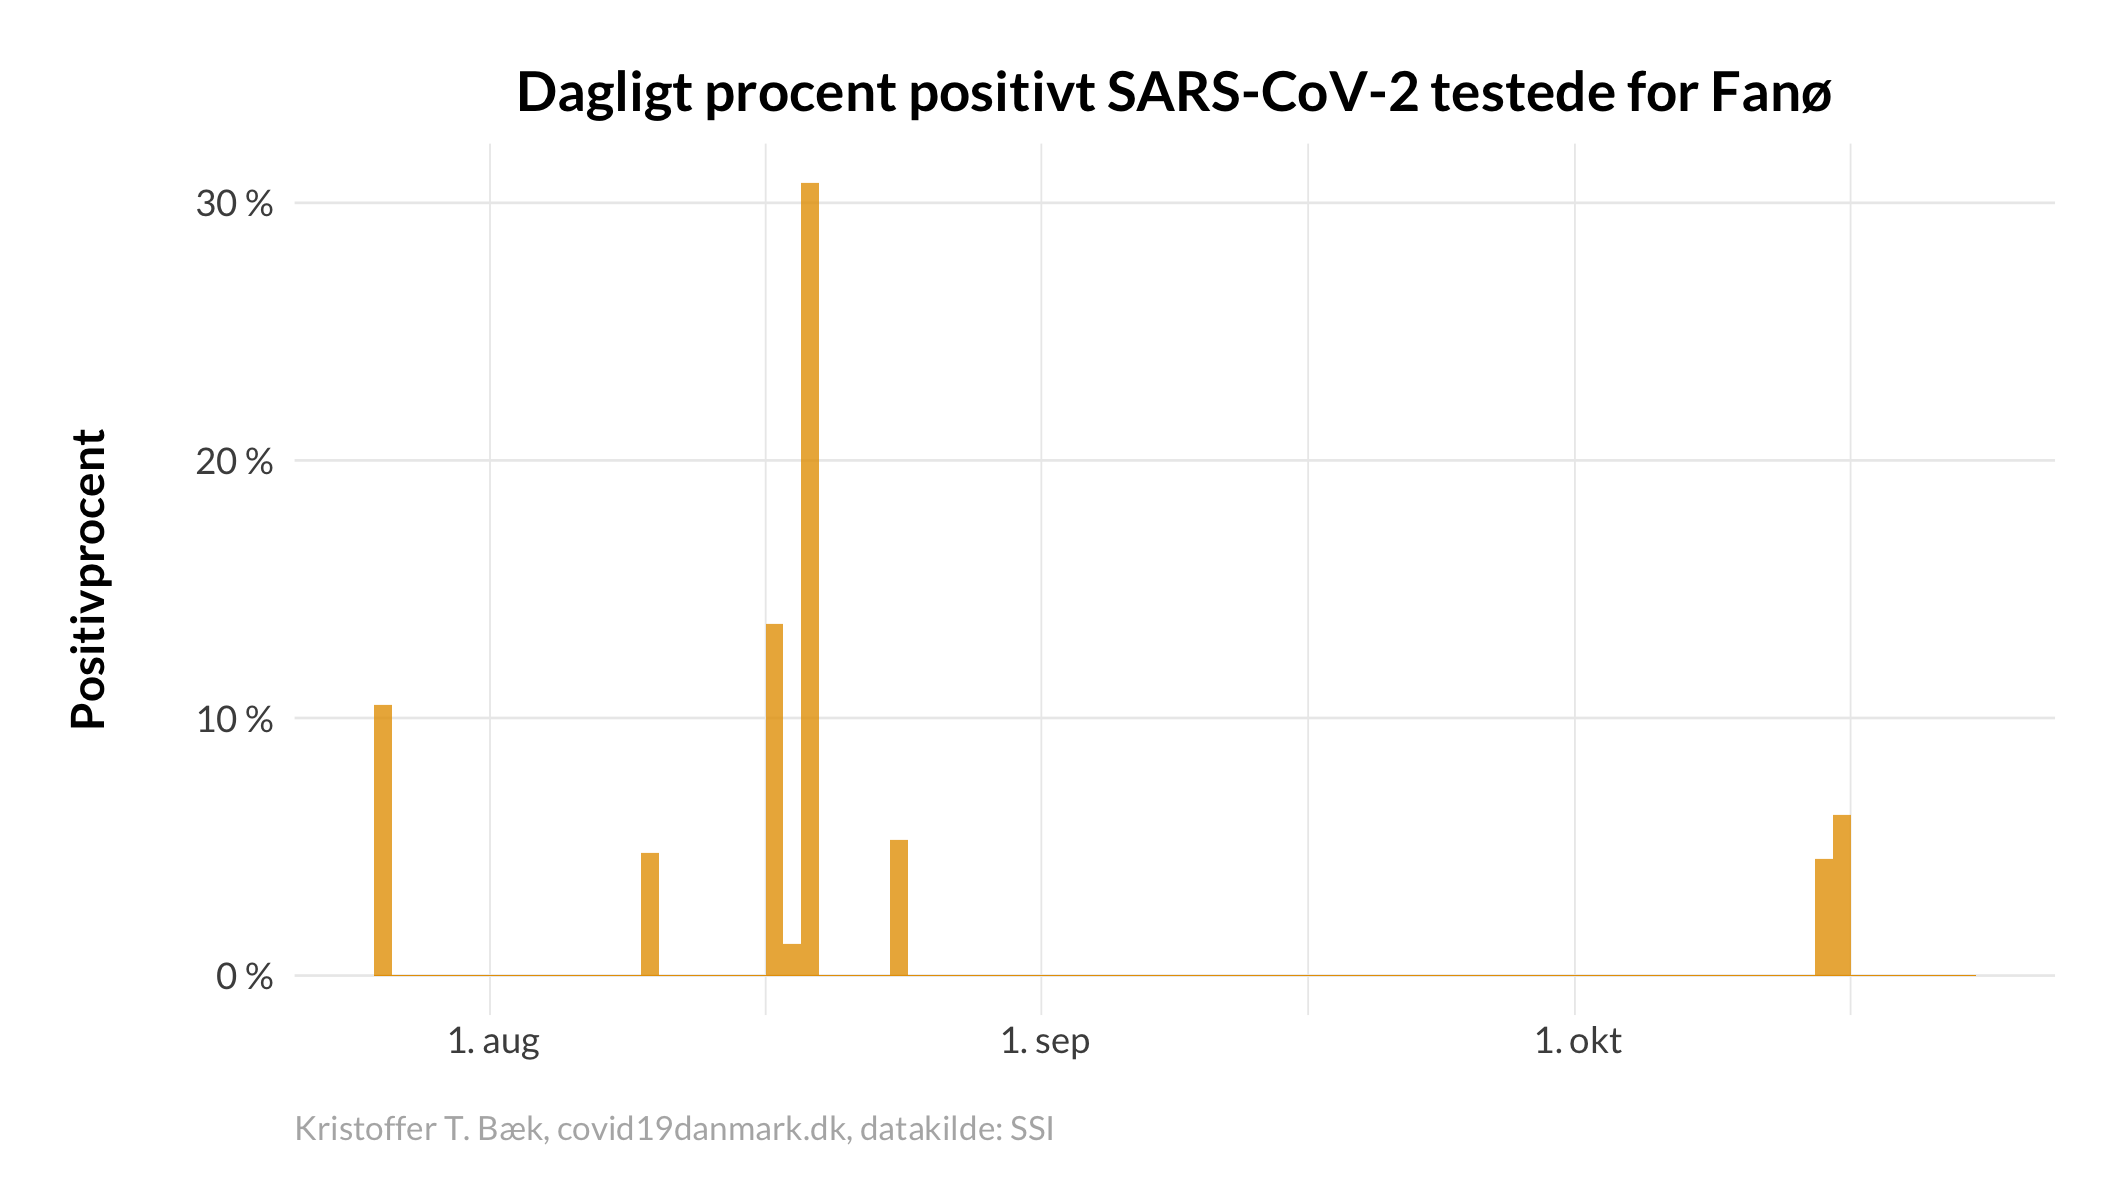 Dagligt procent positivt SARS-CoV-2 testede for Fanø
Positivprocent
30 %
20 %
10 %
0 %
1. aug
1. sep
1. okt
Kristoffer T. Bæk, covid19danmark.dk, datakilde: SSI